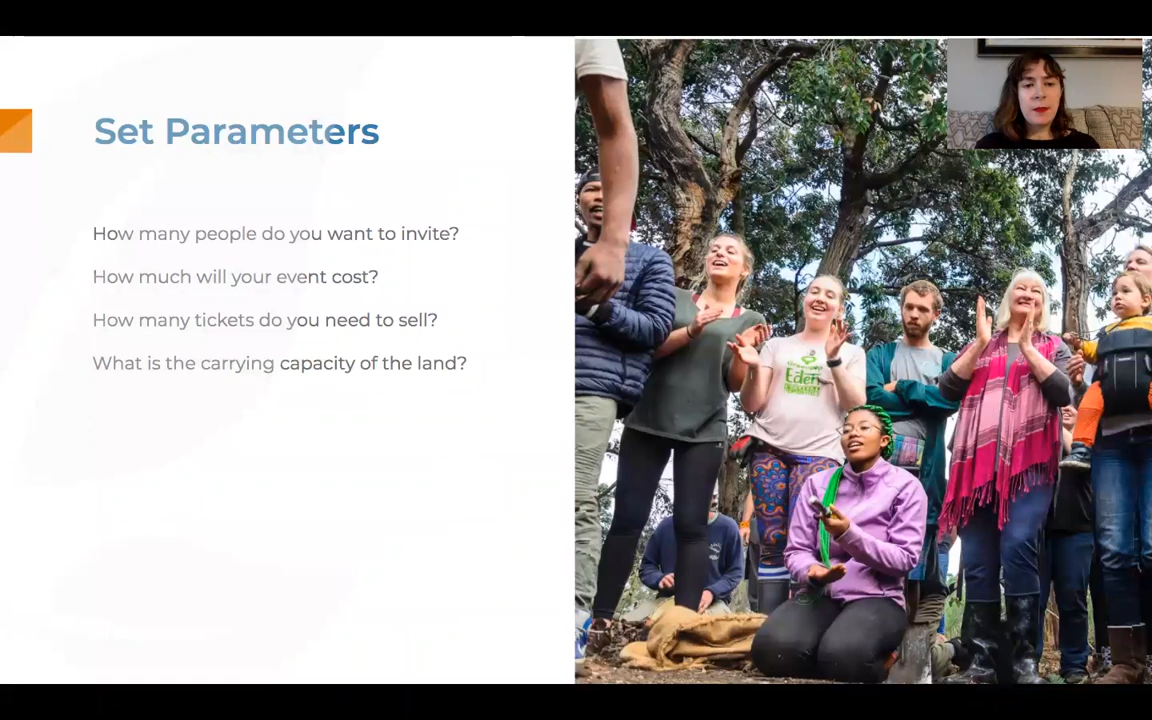 Set Parameters
How many people do you want to invite?
How much will your event cost?
How many tickets do you need to sell?
What is the carrying capacity of the land?
Eden